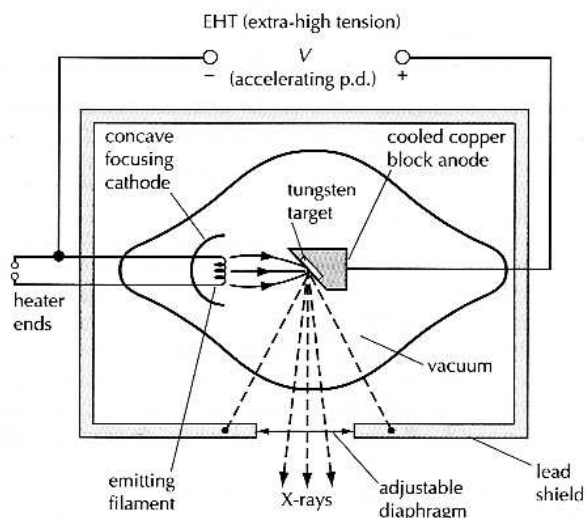 EHT (extra-high tension)
V
− +
(accelerating p.d.)
concave
focusing
cathode
cooled copper
block anode
tungsten
target
heater
ends
vacuum
emitting
filament
X-rays
adjustable
diaphragm
lead
shield